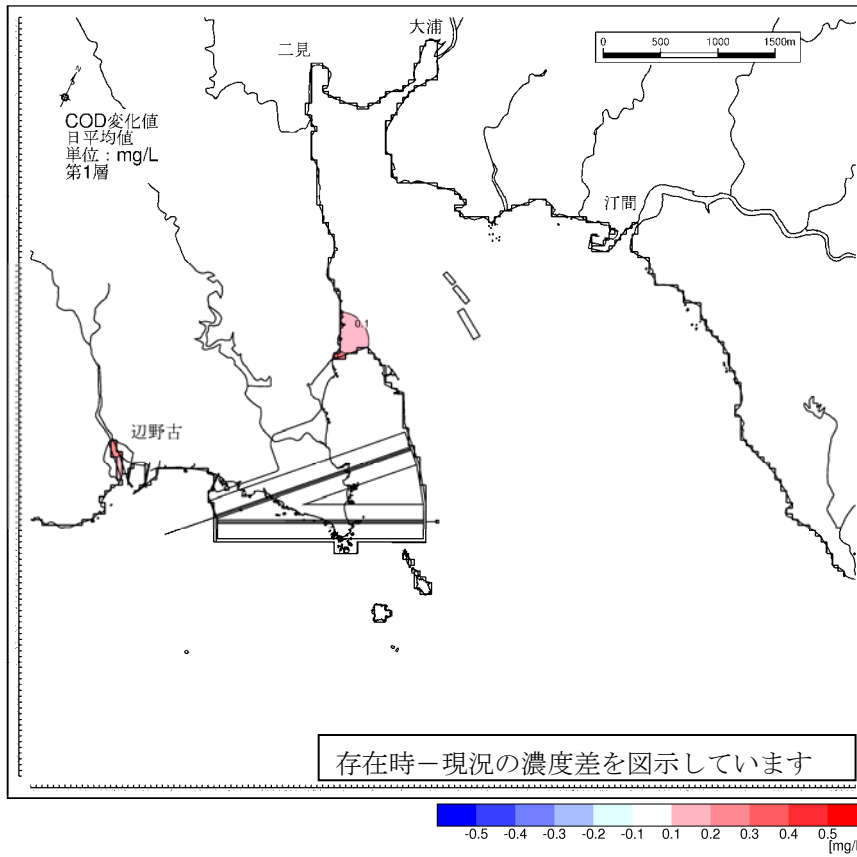 大浦
二見
0 500 1000 1500m
N
COD変化値
日平均値
単位：mg/L
第1層
汀間
0.1
辺野古
存在時－現況の濃度差を図示しています
-0.5 -0.4 -0.3 -0.2 -0.1 0.1 0.2 0.3 0.4 0.5
[mg/l